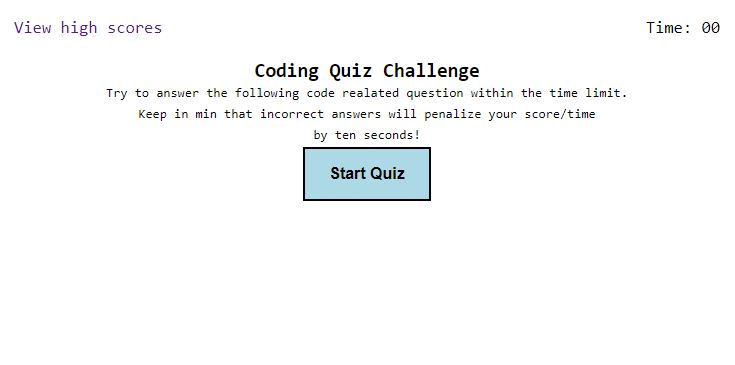 View high scores
Time: 00
Coding Quiz Challenge
Try to answer the following code realated question within the time limit.
Keep in min that incorrect answers will penalize your score/time
by ten seconds!
Start Quiz